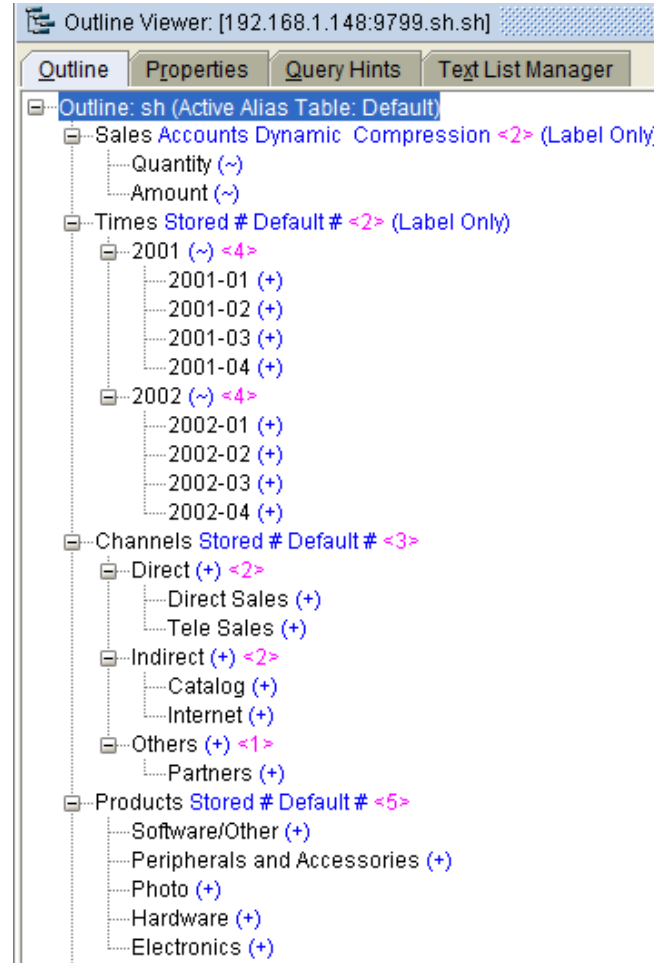 Outline Viewer: [192.168.1.148:9799.sh.sh]
Outline Properties Query Hints Text List Manager
Outline: sh (Active Alias Table: Default)
Sales Accounts Dynamic Compression <2> (Label Only)
Quantity (~)
Amount (~)
Times Stored # Default # <2> (Label Only)
2001 (~) <4>
2001-01 (+)
2001-02 (+)
2001-03 (+)
2001-04 (+)
2002 (~) <4>
2002-01 (+)
2002-02 (+)
2002-03 (+)
2002-04 (+)
Channels Stored # Default # <3>
Direct (+) <2>
Direct Sales (+)
Tele Sales (+)
Indirect (+) <2>
Catalog (+)
Internet (+)
Others (+) <1>
Partners (+)
Products Stored # Default # <5>
Software/Other (+)
Peripherals and Accessories (+)
Photo (+)
Hardware (+)
Electronics (+)